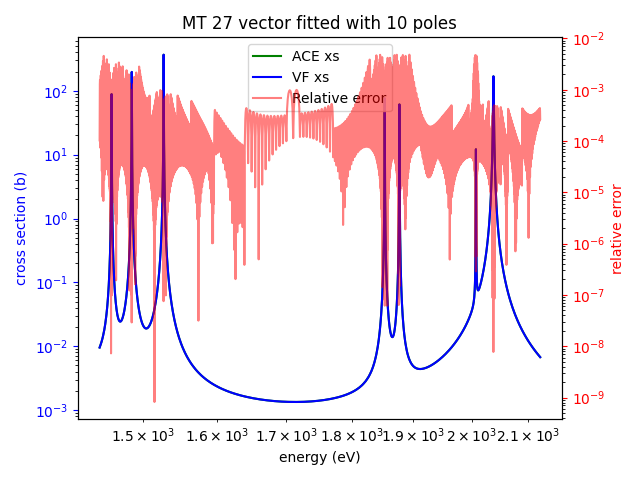 MT 27 vector fitted with 10 poles
ACE xs
VF xs
Relative error
cross section (b)
10²
10¹
10⁰
10⁻¹
10⁻²
10⁻³
10⁻²
10⁻³
10⁻⁴
10⁻⁵
10⁻⁶
10⁻⁷
10⁻⁸
10⁻⁹
relative error
1.5 × 10³ 1.6 × 10³ 1.7 × 10³ 1.8 × 10³ 1.9 × 10³ 2 × 10³ 2.1 × 10³
energy (eV)